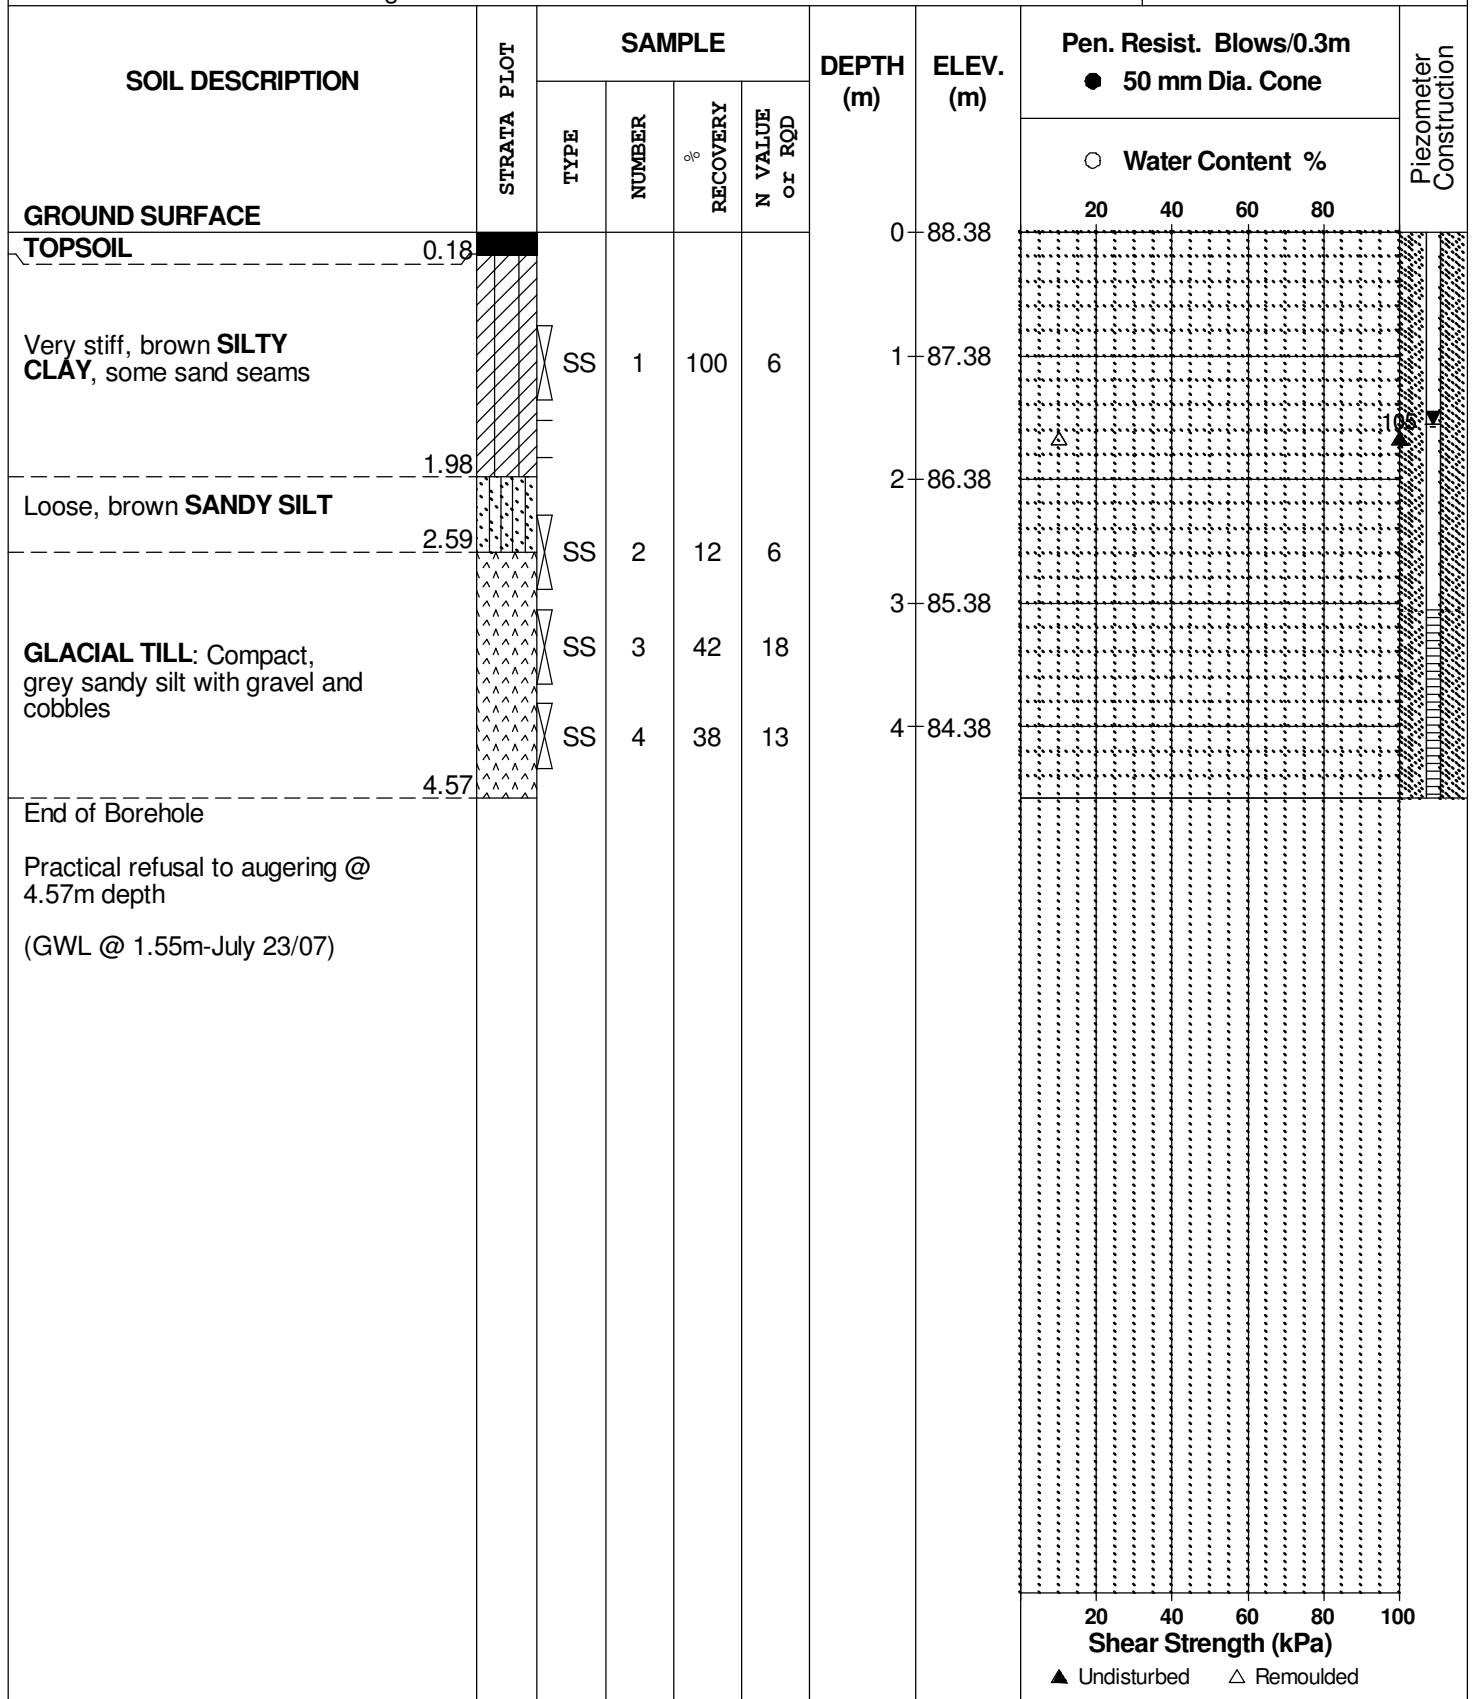 SOIL DESCRIPTION
STRATA PLOT
SAMPLE
TYPE
NUMBER
% RECOVERY
N VALUE or RQD
DEPTH (m)
ELEV. (m)
Pen. Resist. Blows/0.3m
● 50 mm Dia. Cone
○ Water Content %
Piezometer Construction
GROUND SURFACE
20 40 60 80
0 88.38
TOPSOIL 0.18
Very stiff, brown SILTY
CLAY, some sand seams
SS 1 100 6
1 87.38
105
1.98
2 86.38
Loose, brown SANDY SILT
2.59
SS 2 12 6
3 85.38
GLACIAL TILL: Compact,
grey sandy silt with gravel and
cobbles
SS 3 42 18
SS 4 38 13
4 84.38
4.57
End of Borehole
Practical refusal to augering @
4.57m depth
(GWL @ 1.55m-July 23/07)
20 40 60 80 100
Shear Strength (kPa)
▲ Undisturbed △ Remoulded